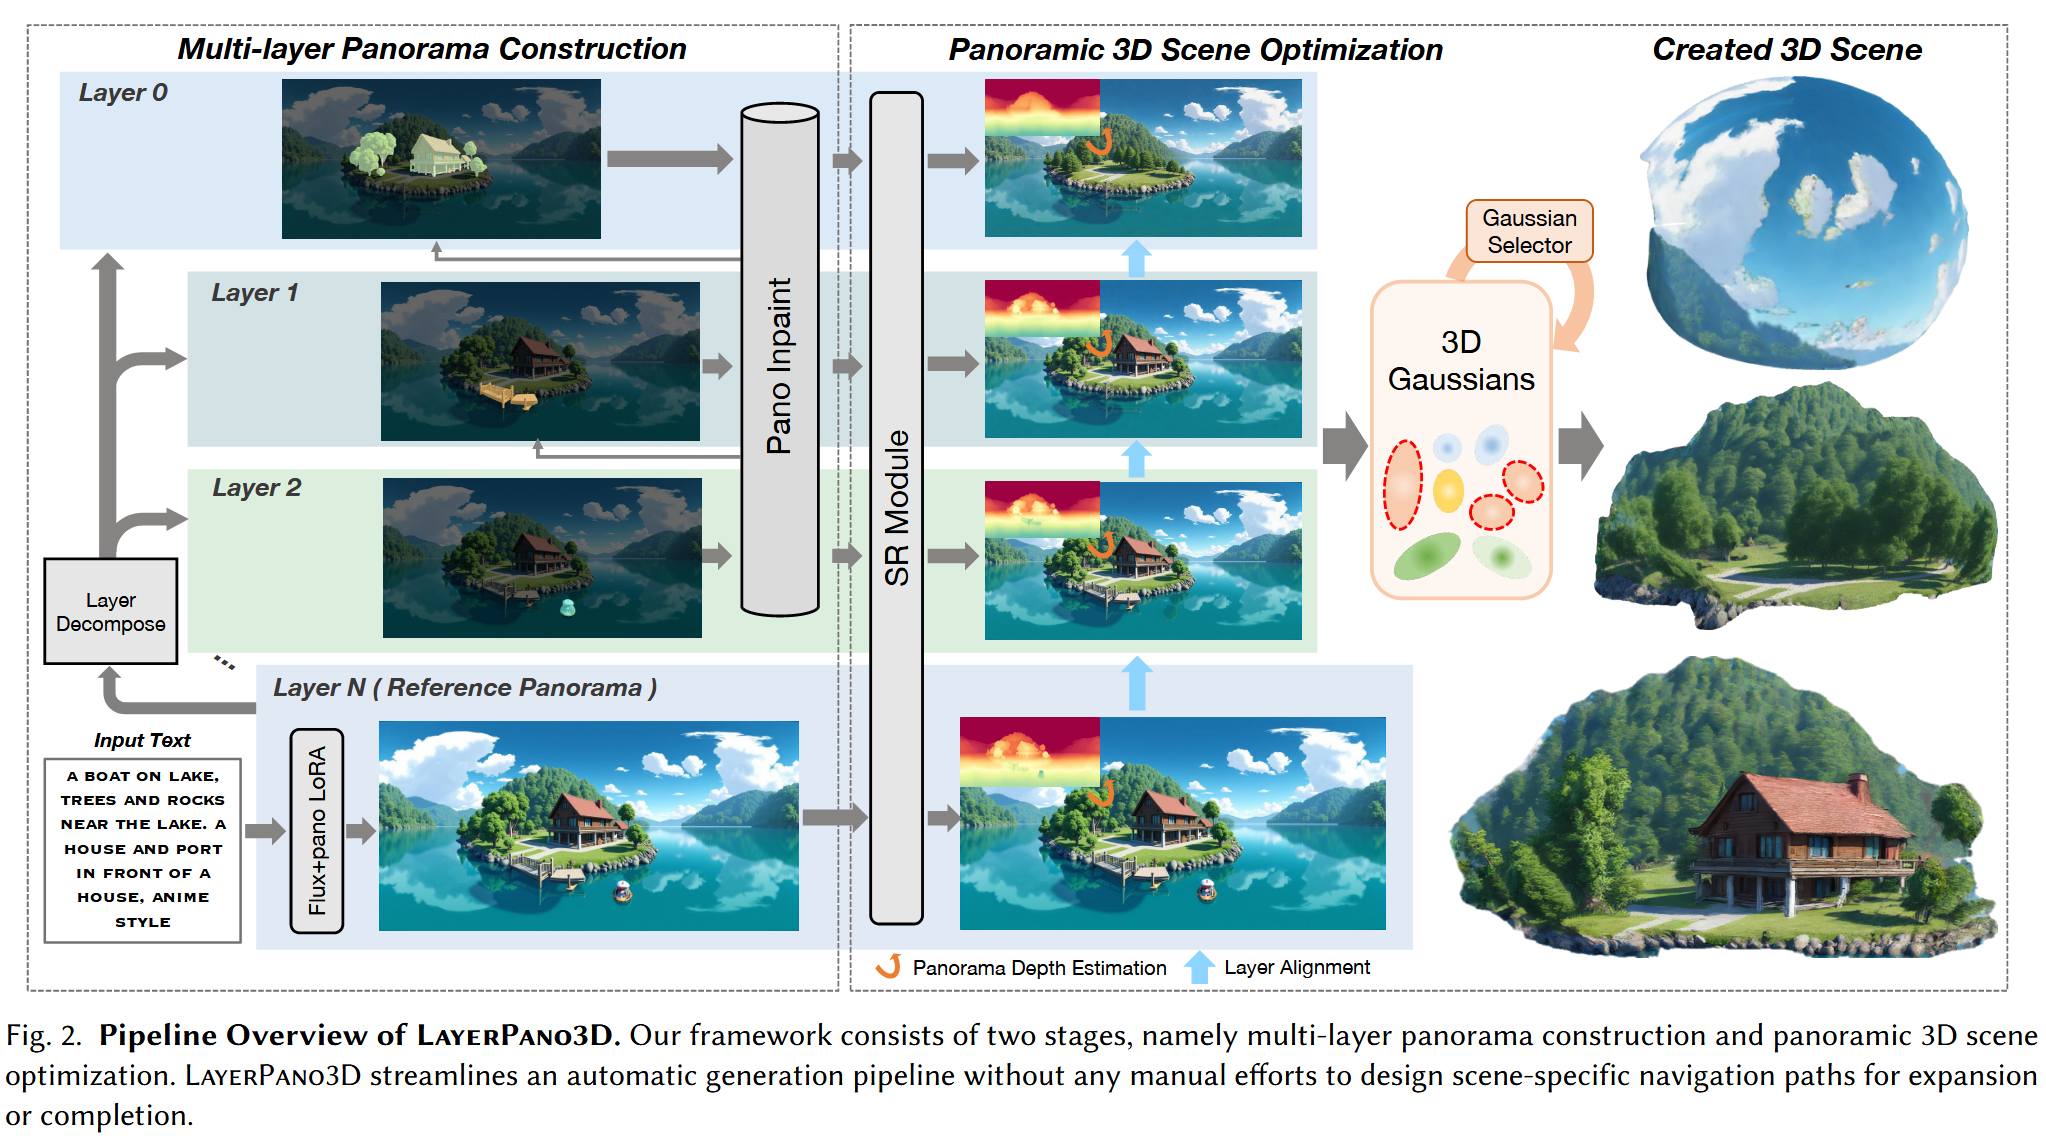 Multi-layer Panorama Construction
Panoramic 3D Scene Optimization
Created 3D Scene
Layer 0
Layer 1
Layer 2
Layer N ( Reference Panorama )
Layer
Decompose
Input Text
A BOAT ON LAKE,
TREES AND ROCKS
NEAR THE LAKE. A
HOUSE AND PORT
IN FRONT OF A
HOUSE, ANIME
STYLE
Flux+pano LoRA
Pano Inpaint
SR Module
Gaussian
Selector
3D
Gaussians
Panorama Depth Estimation
Layer Alignment
Fig. 2. Pipeline Overview of LayerPano3D. Our framework consists of two stages, namely multi-layer panorama construction and panoramic 3D scene
optimization. LayerPano3D streamlines an automatic generation pipeline without any manual efforts to design scene-specific navigation paths for expansion
or completion.